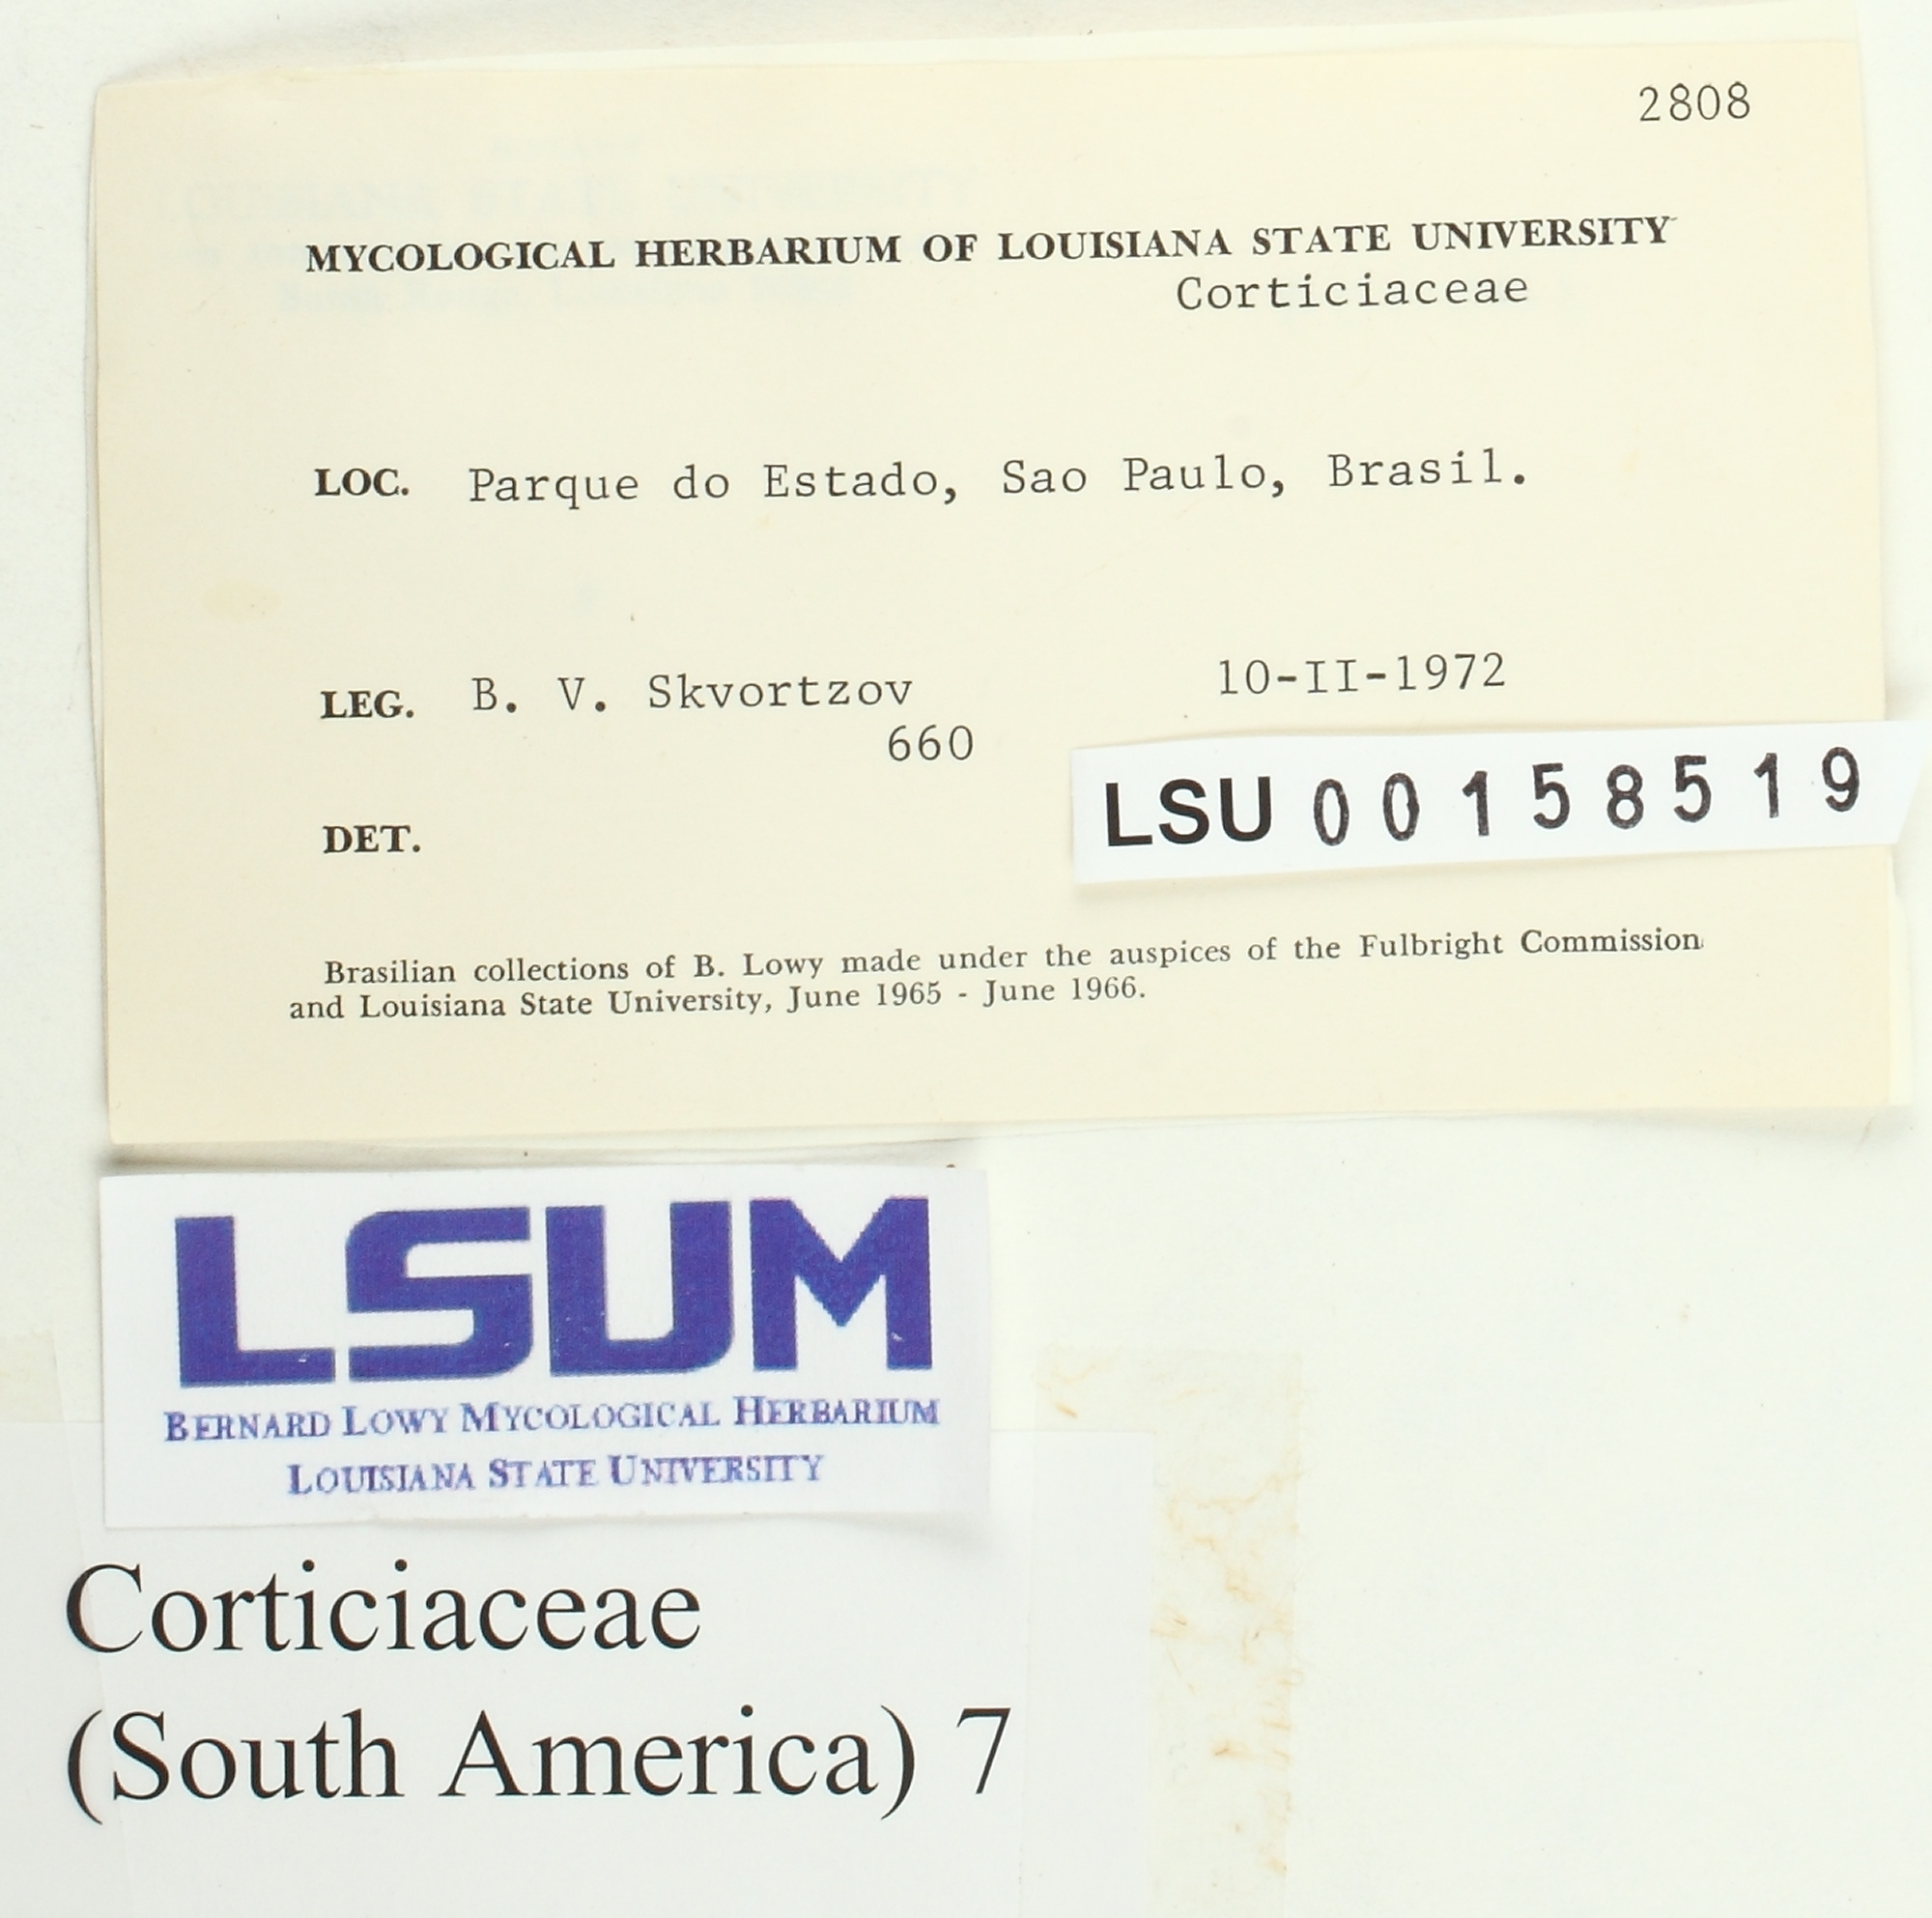 2808
MYCOLOGICAL HERBARIUM OF LOUISIANA STATE UNIVERSITY
Corticiaceae
LOC. Parque do Estado, Sao Paulo, Brasil.
LEG. B. V. Skvortzov 10-II-1972
660
LSU 00158519
DET.
Brasilian collections of B. Lowy made under the auspices of the Fulbright Commission
and Louisiana State University, June 1965 - June 1966.
LSUM
BERNARD LOWY MYCOLOGICAL HERBARIUM
LOUISIANA STATE UNIVERSITY
Corticiaceae
(South America) 7